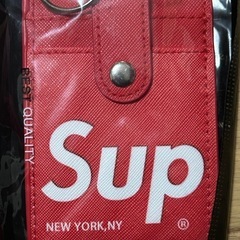 BEST QUALITY
Sup
NEW YORK,NY
®